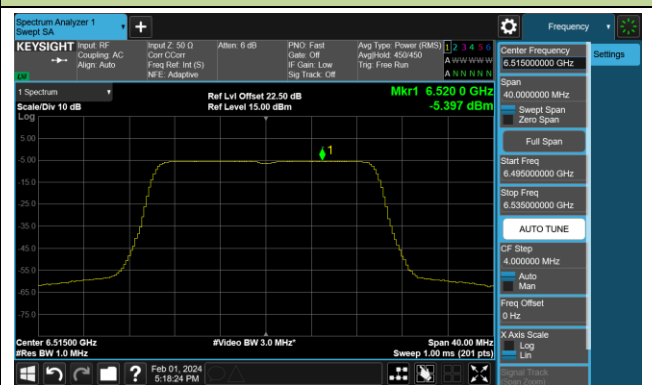 Spectrum Analyzer 1
Swept SA
Frequency
KEYSIGHT
Input: RF
Coupling: AC
Align: Auto
Input Z: 50 Ω
Corr CCorr
Freq Ref: Int (S)
NFE: Adaptive
Atten: 6 dB
PNO: Fast
Gate: Off
IF Gain: Low
Sig Track: Off
Avg Type: Power (RMS)
Avg|Hold: 450/450
Trig: Free Run
1 2 3 4 5 6
A W W W W W
A N N N N N
LXI
1 Spectrum
Scale/Div 10 dB
Ref Lvl Offset 22.50 dB
Ref Level 15.00 dBm
Mkr1 6.520 0 GHz
-5.397 dBm
Log
5.00
-5.00
-15.0
-25.0
-35.0
-45.0
-55.0
-65.0
-75.0
1
Center 6.51500 GHz
#Res BW 1.0 MHz
#Video BW 3.0 MHz*
Span 40.00 MHz
Sweep 1.00 ms (201 pts)
Feb 01, 2024
5:18:24 PM
?
Center Frequency
6.515000000 GHz
Settings
Span
40.0000000 MHz
Swept Span
Zero Span
Full Span
Start Freq
6.495000000 GHz
Stop Freq
6.535000000 GHz
AUTO TUNE
CF Step
4.000000 MHz
Auto
Man
Freq Offset
0 Hz
X Axis Scale
Log
Lin
Signal Track
(Span Zoom)